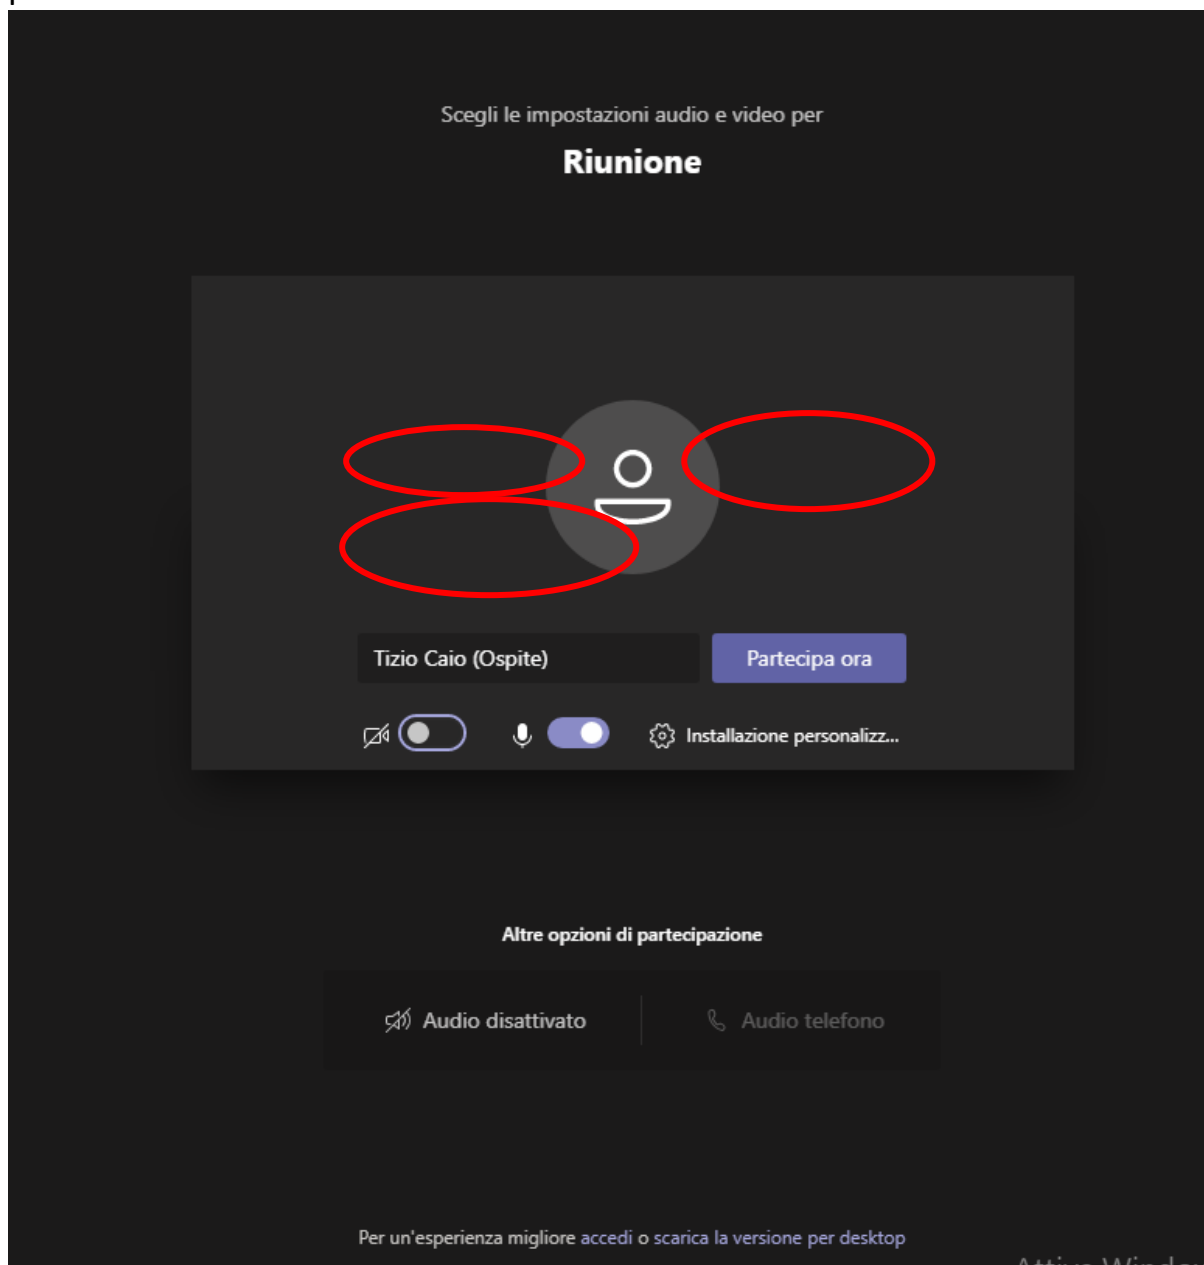 Scegli le impostazioni audio e video per
Riunione
Tizio Caio (Ospite)
Partecipa ora
Installazione personalizz...
Altre opzioni di partecipazione
Audio disattivato
Audio telefono
Per un'esperienza migliore accedi o scarica la versione per desktop